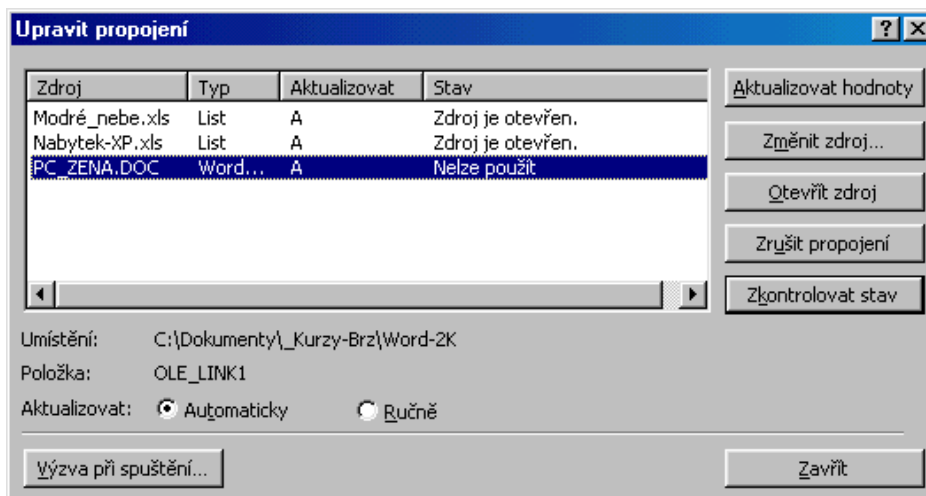 Upravit propojení
Zdroj Typ Aktualizovat Stav
Modré_nebe.xls List A Zdroj je otevřen.
Nabytek-XP.xls List A Zdroj je otevřen.
PC_ZENA.DOC Word... A Nelze použít
Aktualizovat hodnoty
Změnit zdroj...
Otevřít zdroj
Zrušit propojení
Zkontrolovat stav
Umístění: C:\Dokumenty\_Kurzy-Brz\Word-2K
Položka: OLE_LINK1
Aktualizovat: Automaticky Ručně
Výzva při spuštění... Zavřít